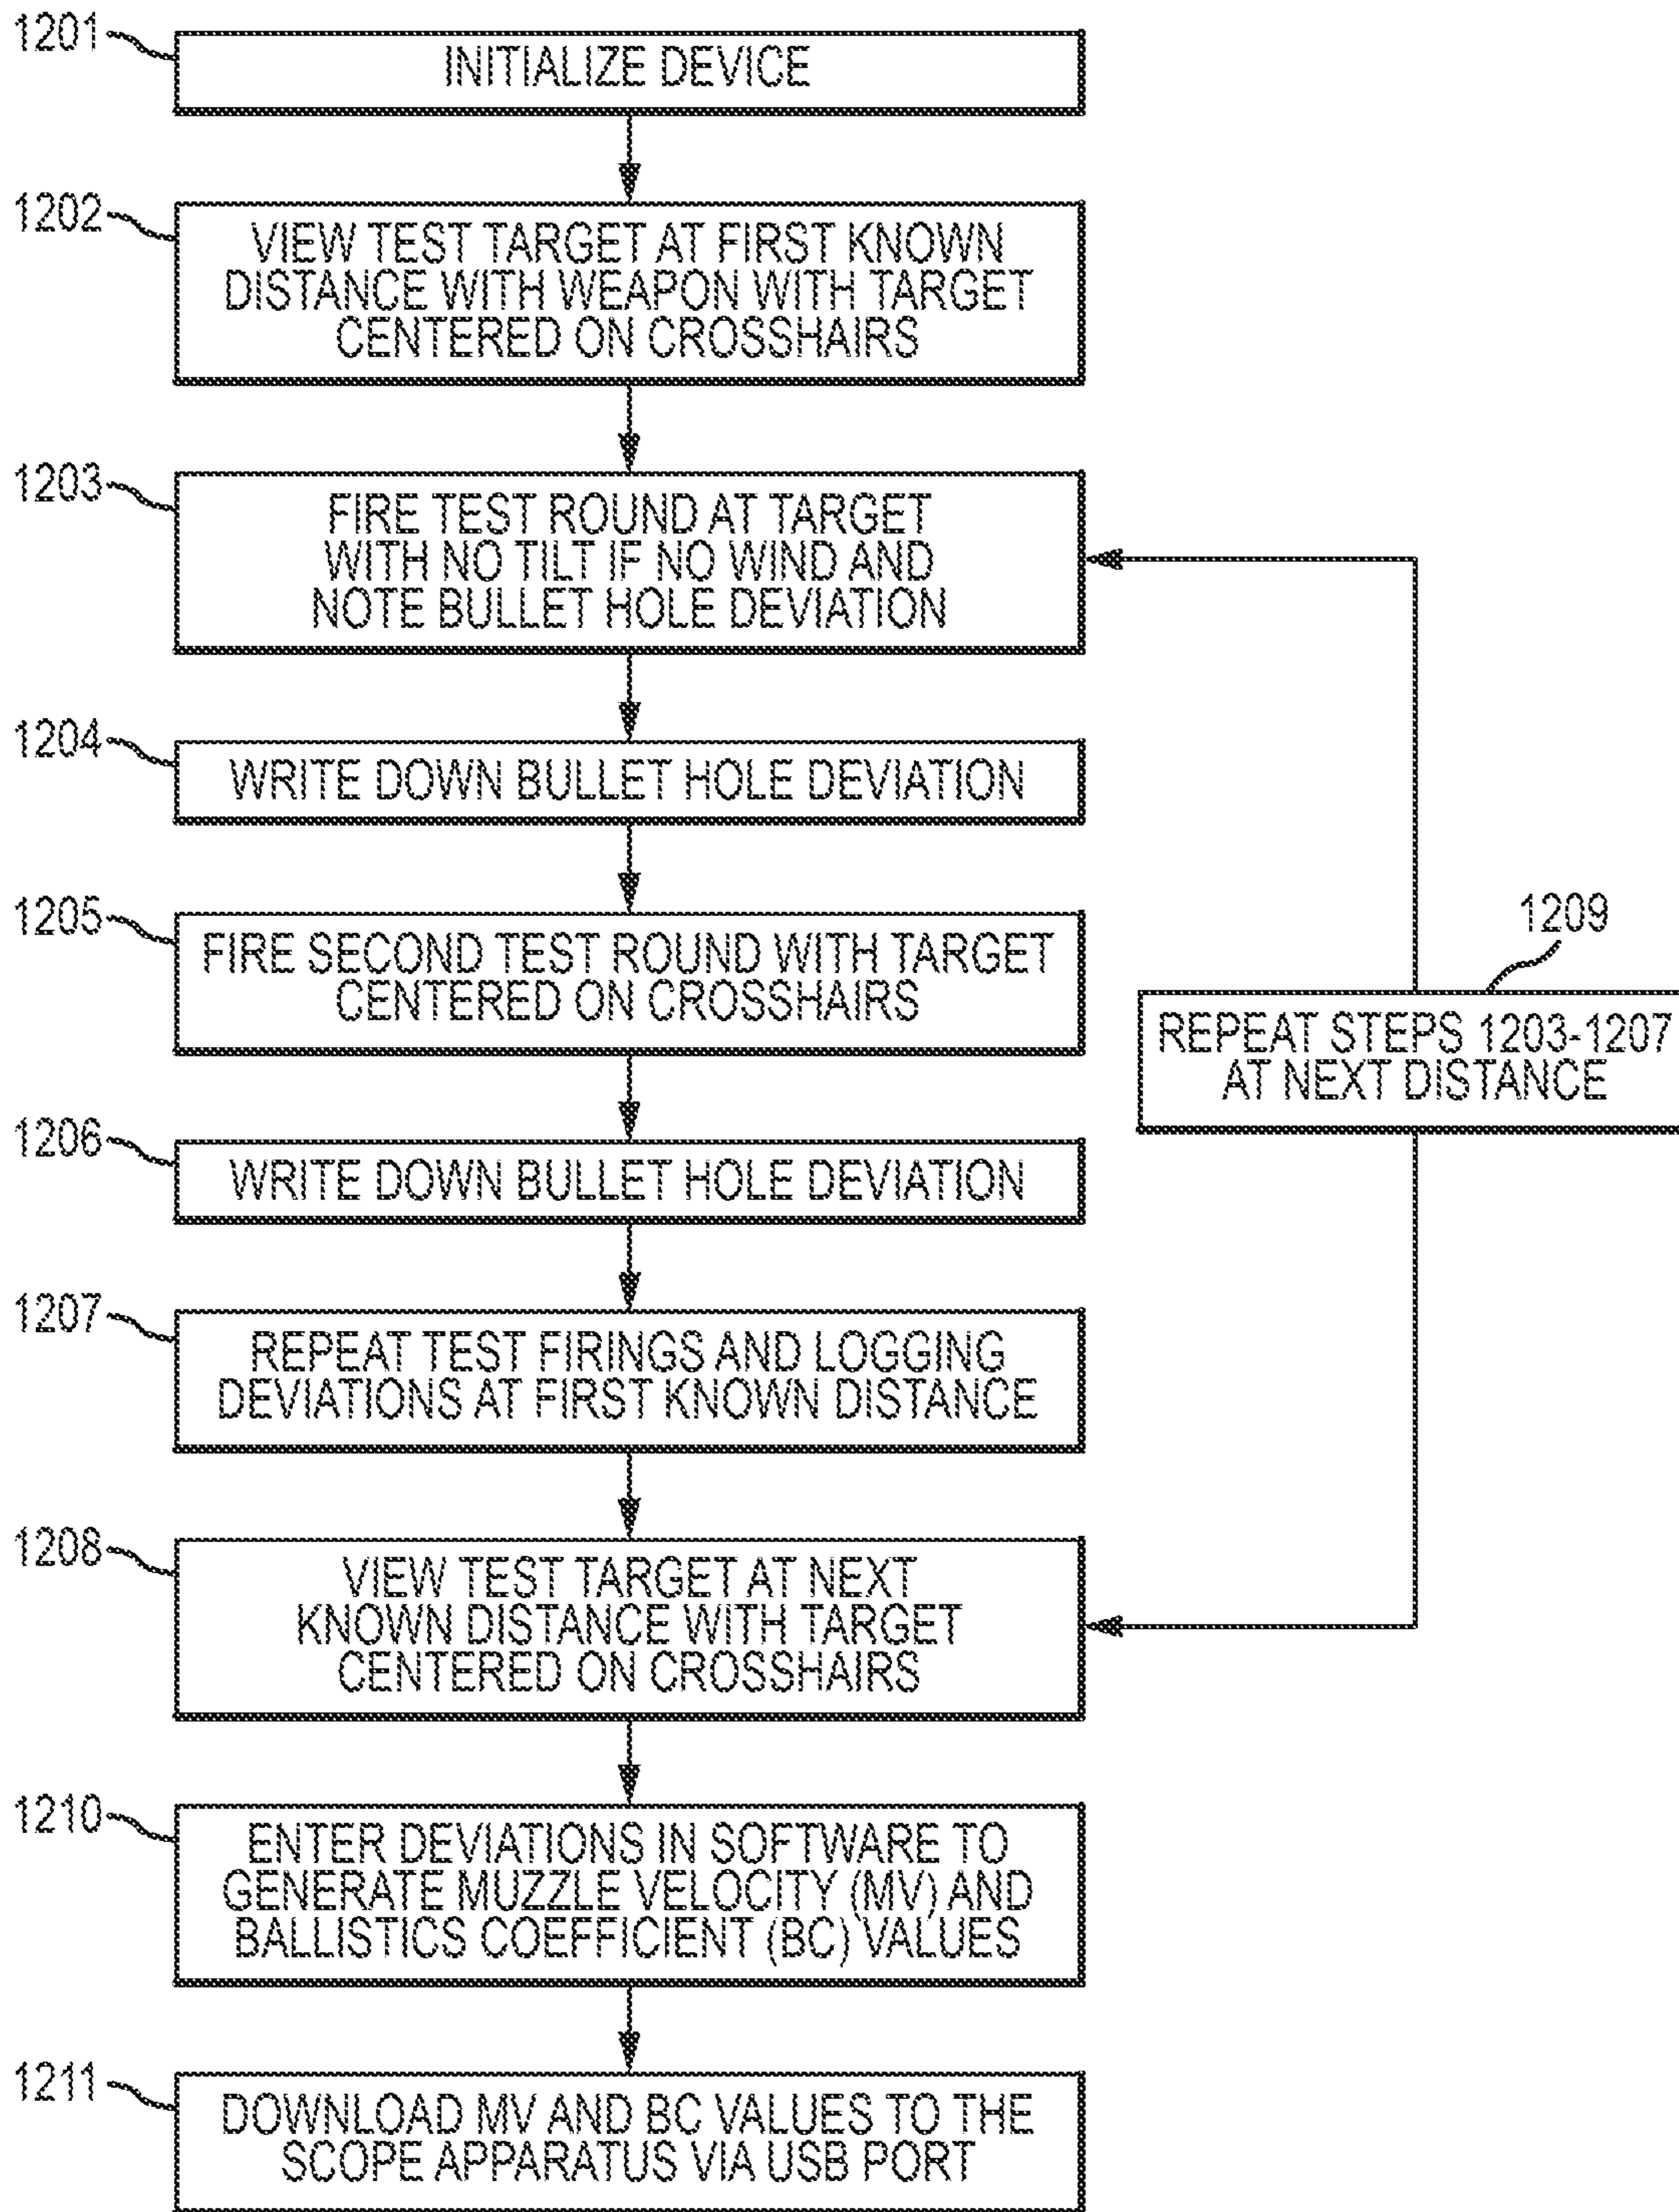 1201
INITIALIZE DEVICE
1202
VIEW TEST TARGET AT FIRST KNOWN
DISTANCE WITH WEAPON WITH TARGET
CENTERED ON CROSSHAIRS
1203
FIRE TEST ROUND AT TARGET
WITH NO TILT IF NO WIND AND
NOTE BULLET HOLE DEVIATION
1204
WRITE DOWN BULLET HOLE DEVIATION
1205
FIRE SECOND TEST ROUND WITH TARGET
CENTERED ON CROSSHAIRS
1209
REPEAT STEPS 1203-1207
AT NEXT DISTANCE
1206
WRITE DOWN BULLET HOLE DEVIATION
1207
REPEAT TEST FIRINGS AND LOGGING
DEVIATIONS AT FIRST KNOWN DISTANCE
1208
VIEW TEST TARGET AT NEXT
KNOWN DISTANCE WITH TARGET
CENTERED ON CROSSHAIRS
1210
ENTER DEVIATIONS IN SOFTWARE TO
GENERATE MUZZLE VELOCITY (MV) AND
BALLISTICS COEFFICIENT (BC) VALUES
1211
DOWNLOAD MV AND BC VALUES TO THE
SCOPE APPARATUS VIA USB PORT